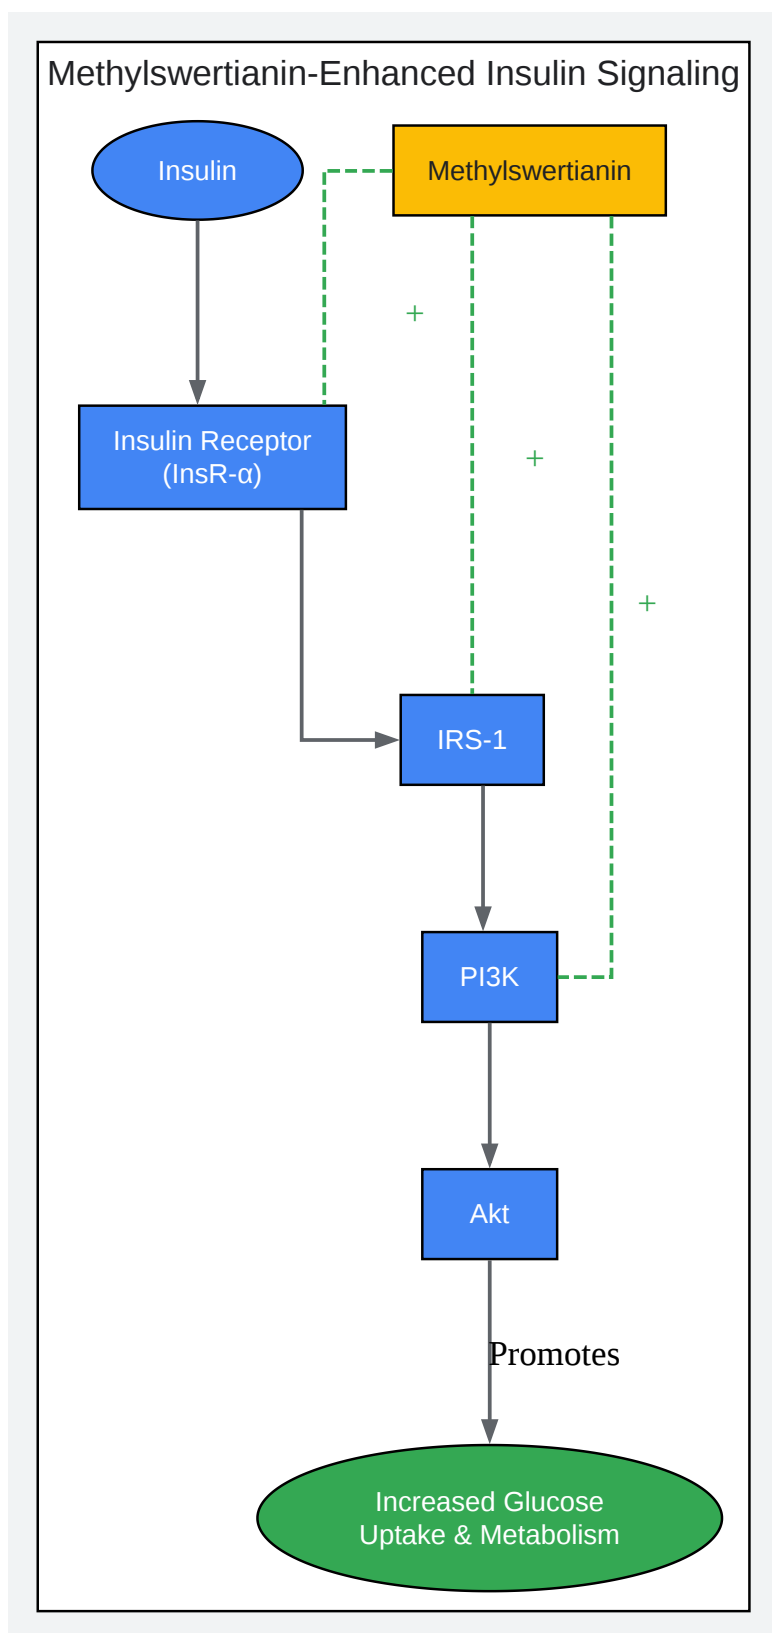 Methylswertianin-Enhanced Insulin Signaling
Insulin
Methylswertianin
+
Insulin Receptor
(InsR-α)
+
+
IRS-1
PI3K
Akt
Promotes
Increased Glucose
Uptake & Metabolism